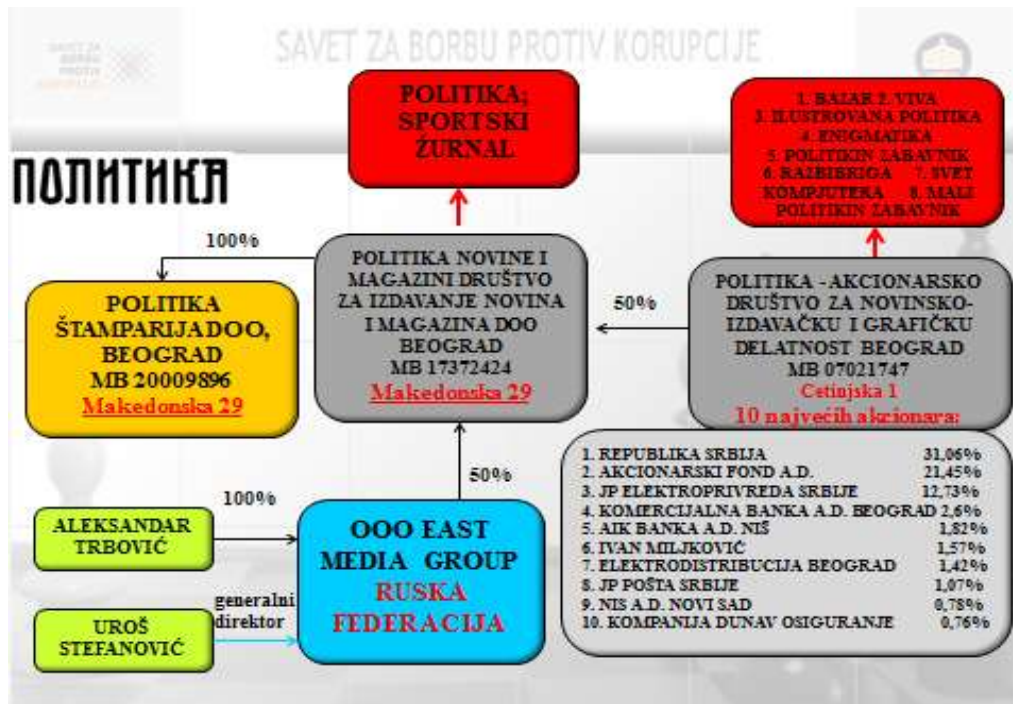 SAVET ZA BORBU PROTIV KORUPCIJE
SAVET ZA
BORBU
PROTIV
ПОЛИТИКА
POLITIKA;
SPORTSKI
ŽURNAL
1. BAZAR 2. VIVA
3. ILUSTROVANA POLITIKA
4. ENIGMATIKA
5. POLITIKIN ZABAVNIK
6. RAZBIBRIGA 7. SVET
KOMPJUTERA 8. MALI
POLITIKIN ZABAVNIK
100%
POLITIKA
ŠTAMPARIJA DOO,
BEOGRAD
MB 20009896
Makedonska 29
POLITIKA NOVINE I
MAGAZINI DRUŠTVO
ZA IZDAVANJE NOVINA
I MAGAZINA DOO
BEOGRAD
MB 17372424
Makedonska 29
50%
POLITIKA - AKCIONARSKO
DRUŠTVO ZA NOVINSKO-
IZDAVAČKU I GRAFIČKU
DELATNOST BEOGRAD
MB 07021747
Cetinjska 1
10 najvećih akcionara:
1. REPUBLIKA SRBIJA 31,06%
2. AKCIONARSKI FOND A.D. 21,45%
3. JP ELEKTROPRIVREDA SRBIJE 12,73%
4. KOMERCIJALNA BANKA A.D. BEOGRAD 2,6%
5. AIK BANKA A.D. NIŠ 1,82%
6. IVAN MILJKOVIĆ 1,57%
7. ELEKTRODISTRIBUCIJA BEOGRAD 1,42%
8. JP POŠTA SRBIJE 1,07%
9. NIS A.D. NOVI SAD 0,78%
10. KOMPANIJA DUNAV OSIGURANJE 0,76%
50%
100%
ALEKSANDAR
TRBOVIĆ
OOO EAST
MEDIA GROUP
RUSKA
FEDERACIJA
generalni
direktor
UROŠ
STEFANOVIĆ